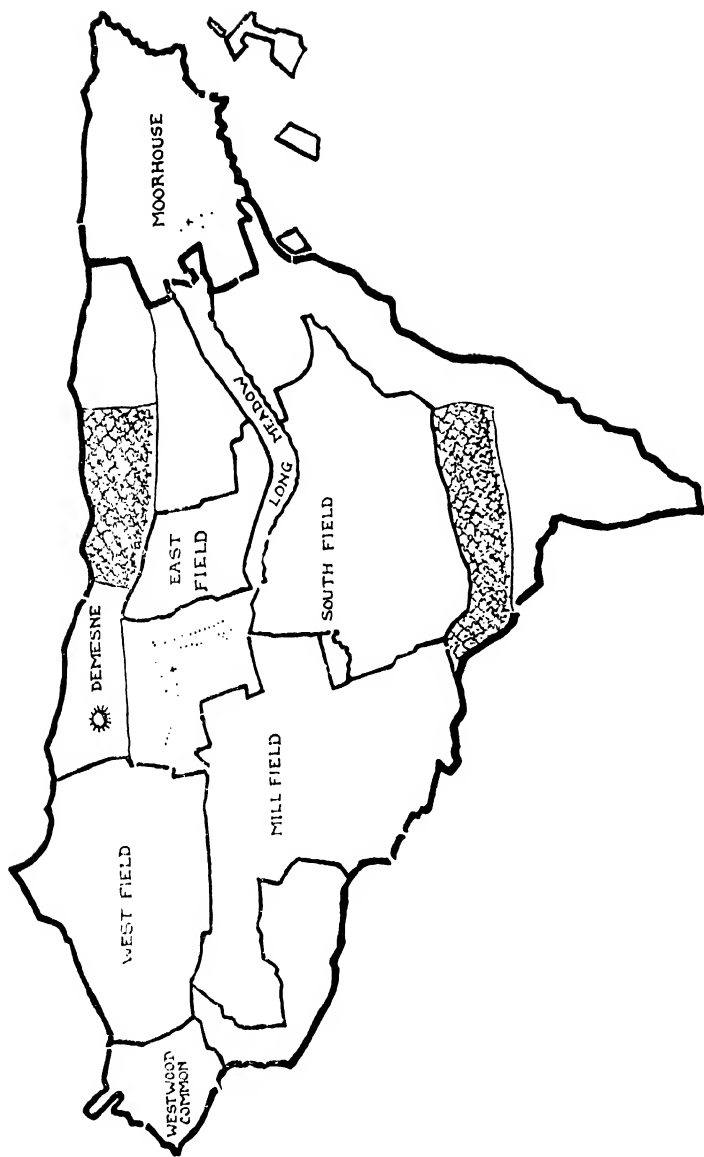 WESTWOOD
COMMON
WEST FIELD
DEMESNE
MILL FIELD
EAST
FIELD
SOUTH FIELD
LONG MEADOW
MOORHOUSE